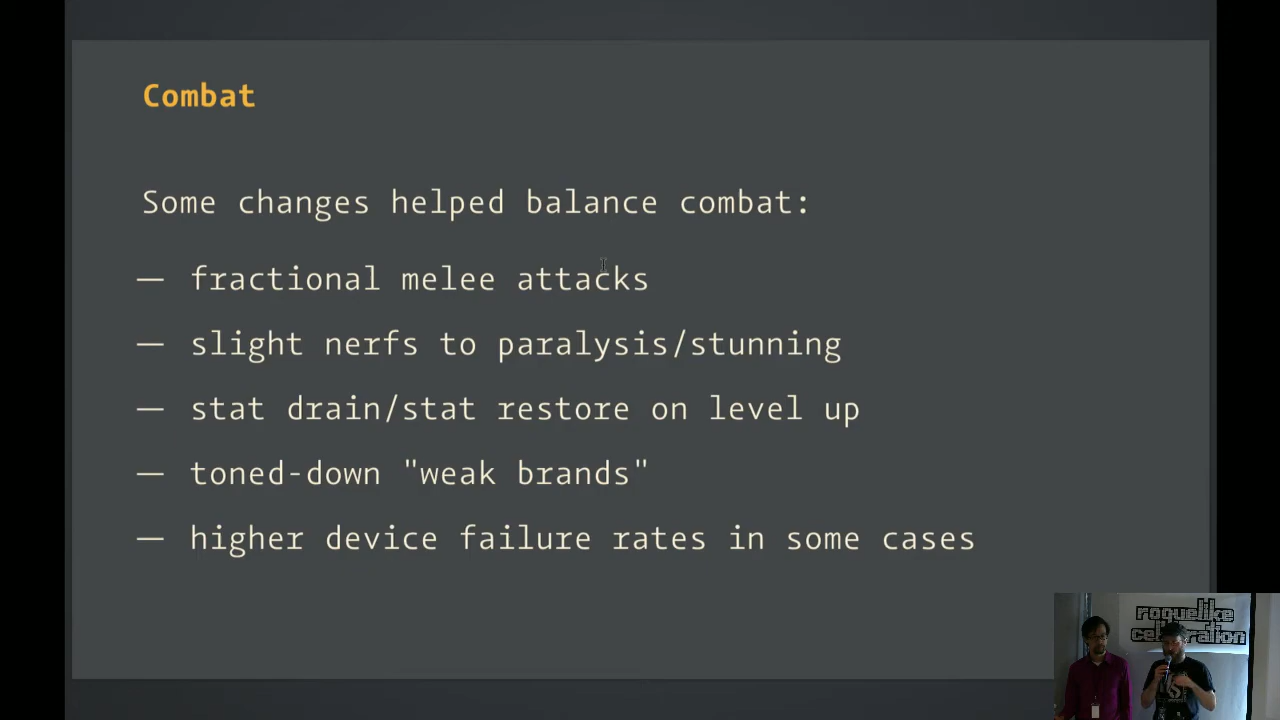 Combat
Some changes helped balance combat:
— fractional melee attacks
— slight nerfs to paralysis/stunning
— stat drain/stat restore on level up
— toned-down "weak brands"
— higher device failure rates in some cases
roguelike
celebration